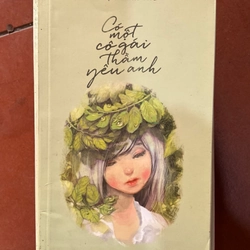 Có
một
cô gái
thầm
yêu anh